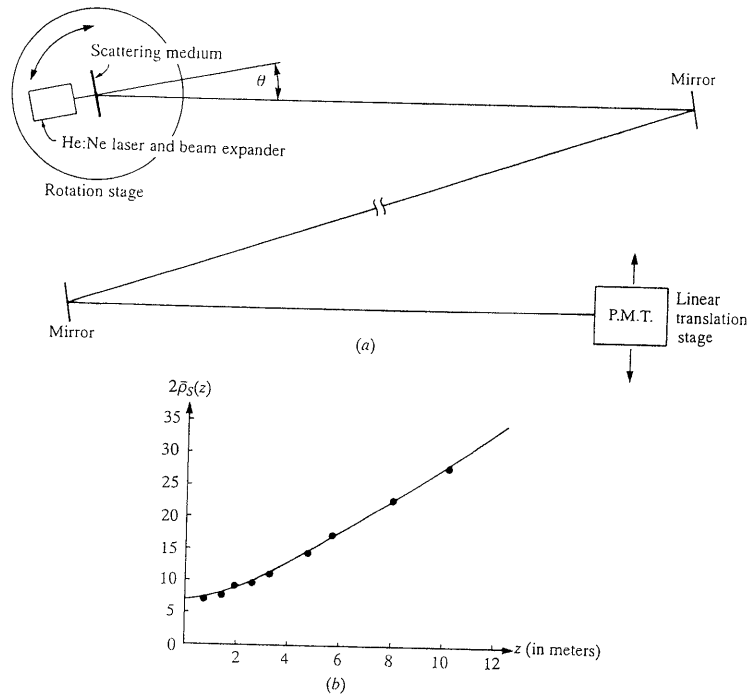 Scattering medium
θ
Mirror
He:Ne laser and beam expander
Rotation stage
Mirror
P.M.T.
Linear
translation
stage
(a)
2ρ̄S(z)
35
30
25
20
15
10
5
0
2 4 6 8 10 12 z (in meters)
(b)